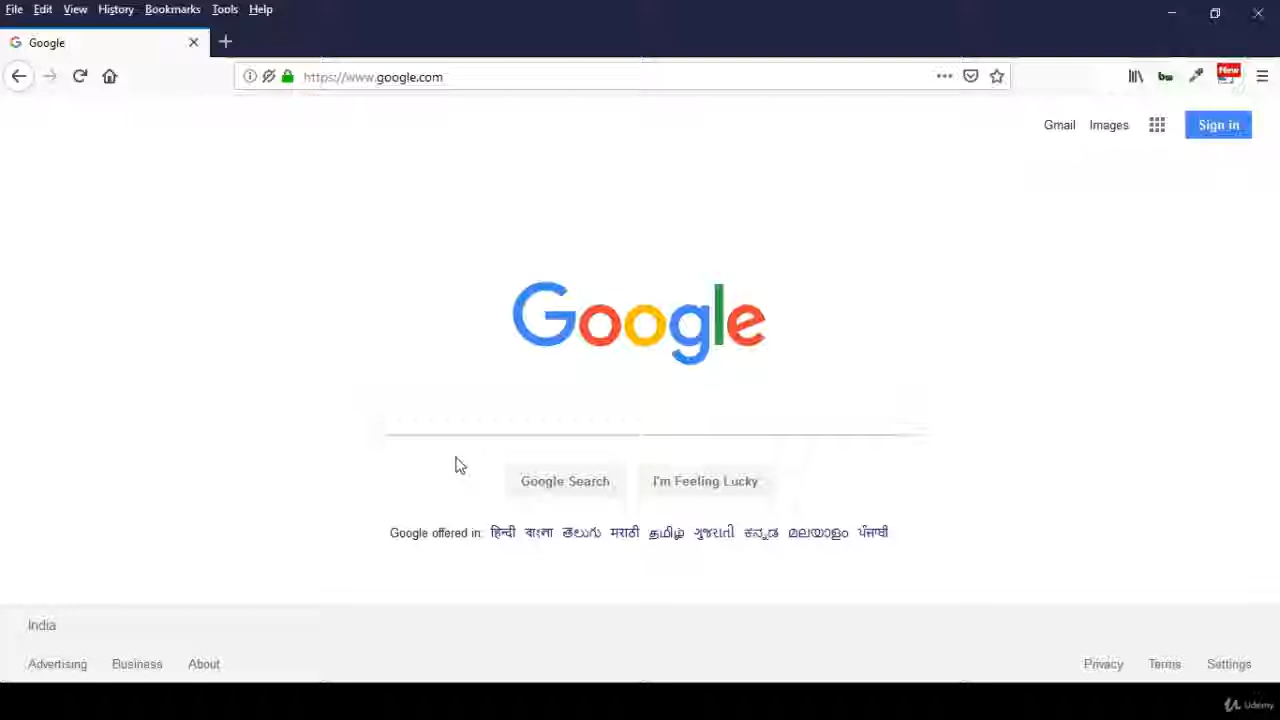 File Edit View History Bookmarks Tools Help
Google
https://www.google.com
New
Gmail Images Sign in
Google
Google Search I'm Feeling Lucky
Google offered in: हिन्दी বাংলা తెలుగు मराठी தமிழ் ગુજરાતી ಕನ್ನಡ മലയാളം ਪੰਜਾਬੀ
India
Advertising Business About Privacy Terms Settings
Udemy